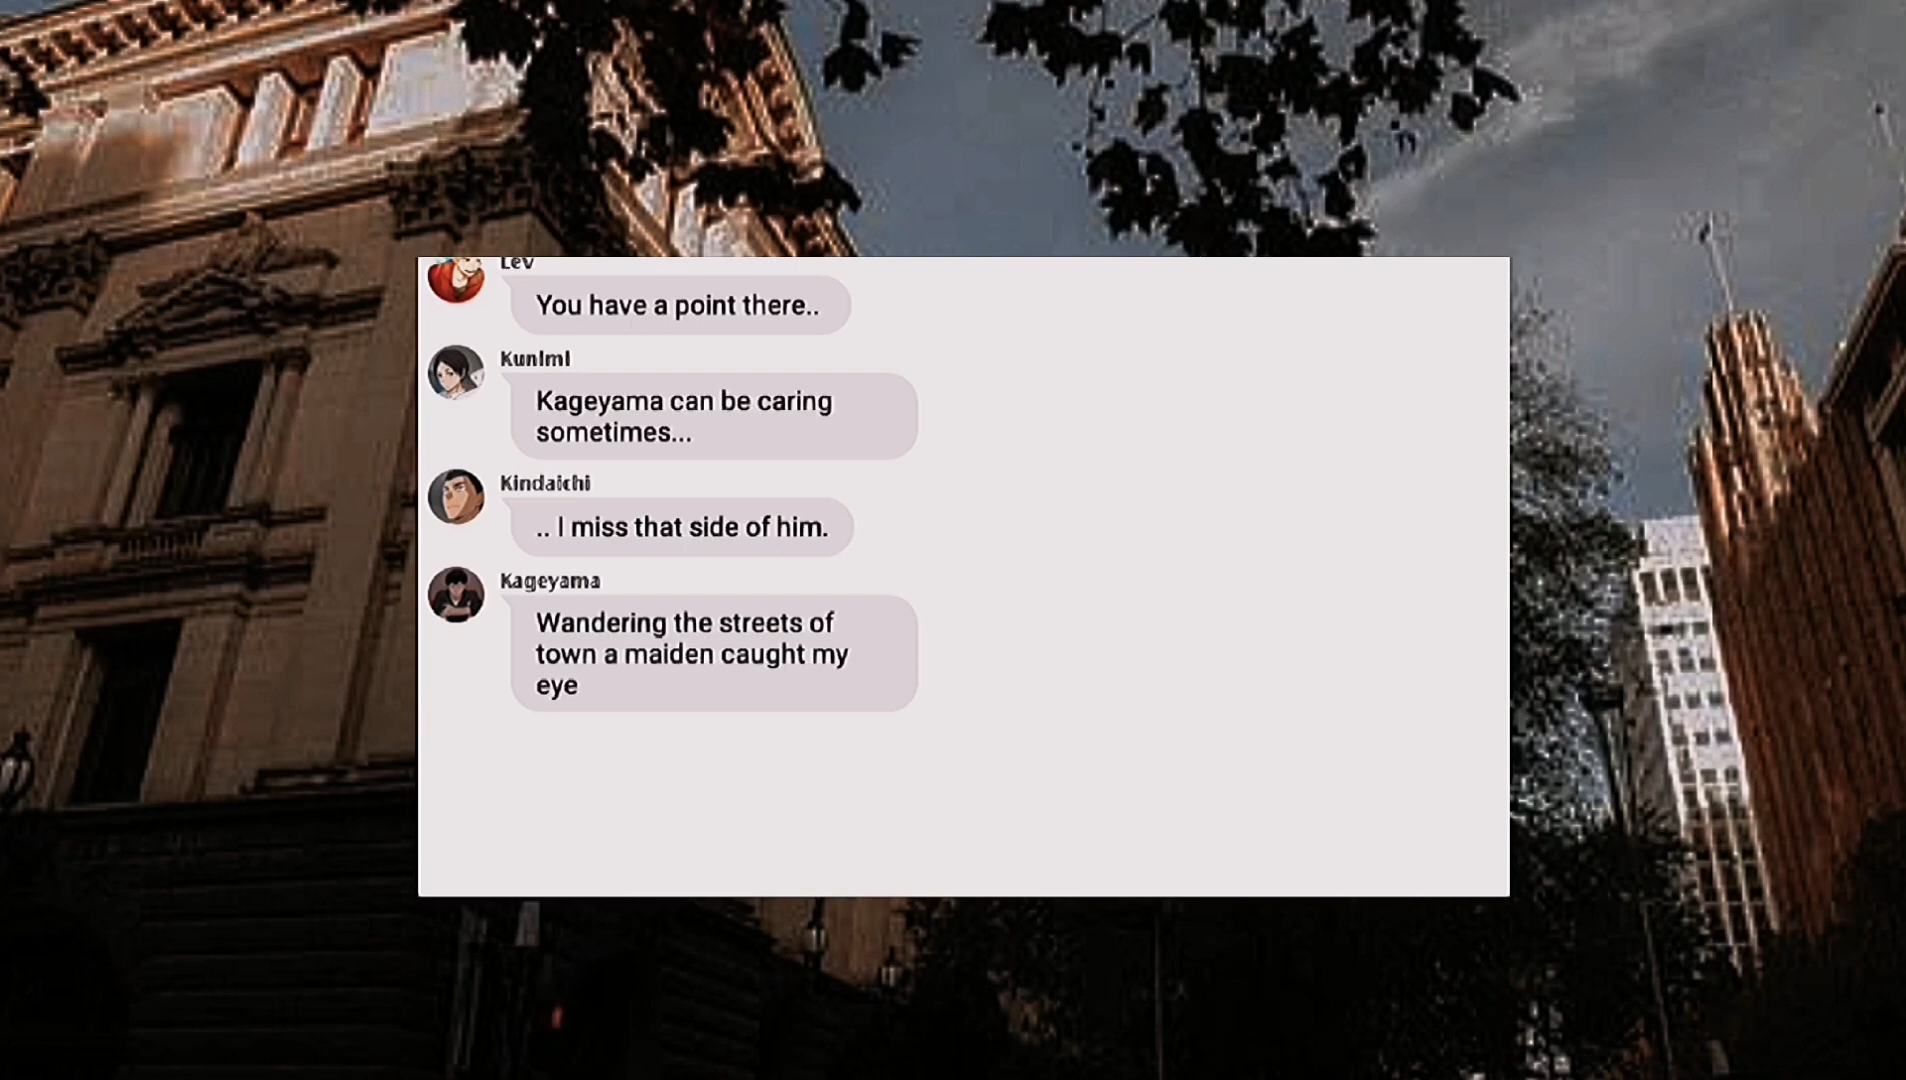 Lev
You have a point there..
Kunimi
Kageyama can be caring
sometimes...
Kindaichi
.. I miss that side of him.
Kageyama
Wandering the streets of
town a maiden caught my
eye